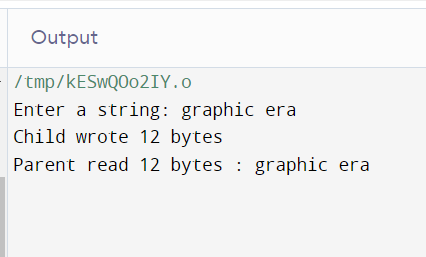 Output
/tmp/kESwQOo2IY.o
Enter a string: graphic era
Child wrote 12 bytes
Parent read 12 bytes : graphic era